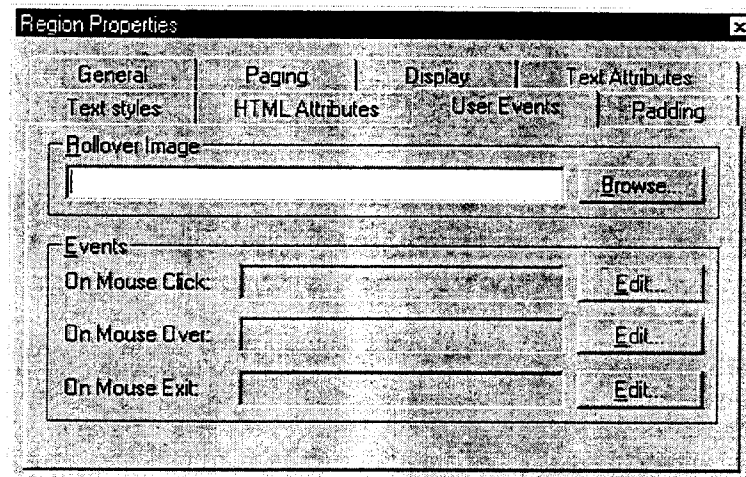 Region Properties
General Paging Display Text Attributes
Text styles HTML Attributes User Events Padding
Rollover Image
Browse...
Events
On Mouse Click: Edit...
On Mouse Over: Edit...
On Mouse Exit: Edit...